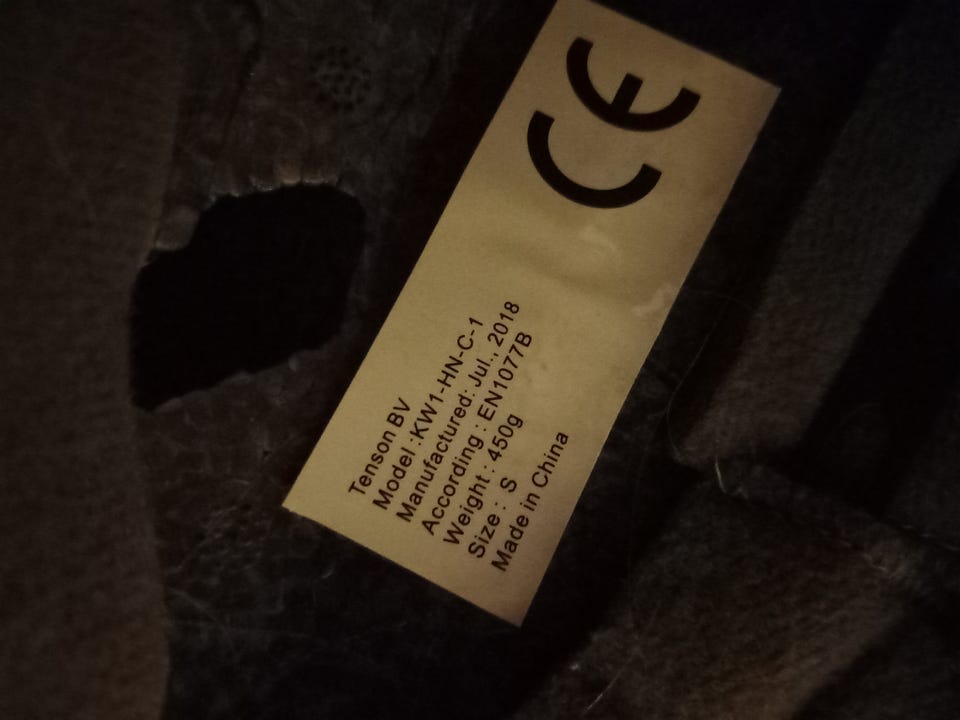 CE
Tenson BV
Model :KW1-HN-C-1
Manufactured: Jul., 2018
According : EN1077B
Weight : 450g
Size : S
Made in China